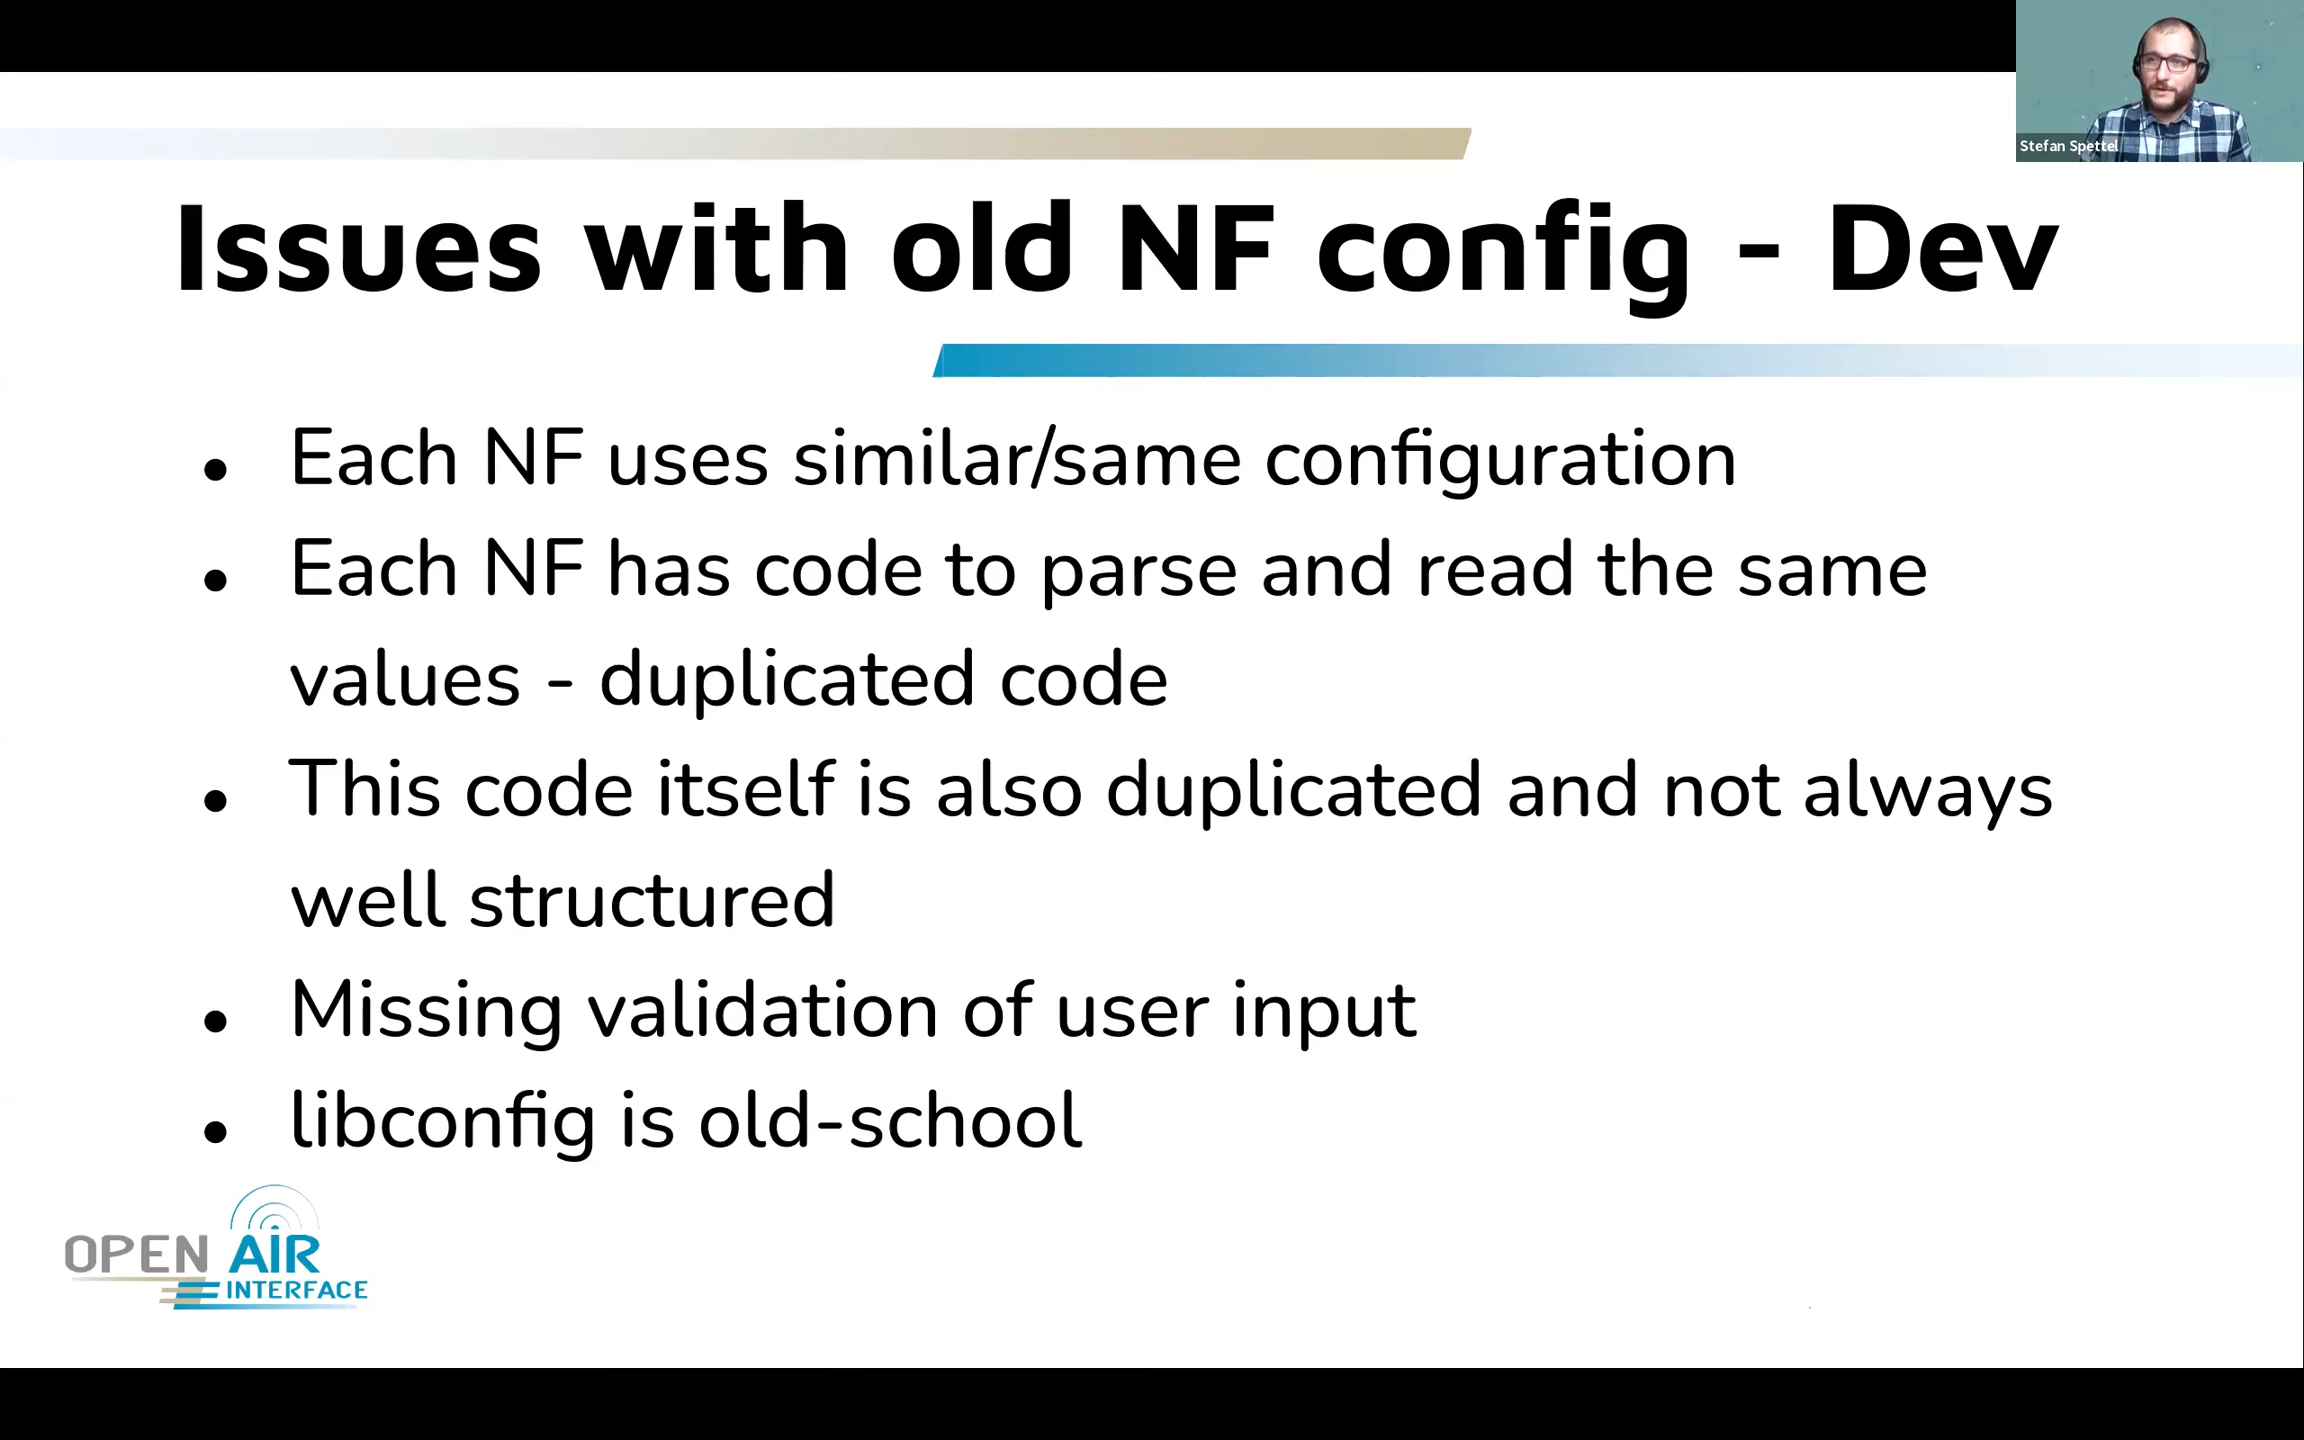 Stefan Spettel
Issues with old NF config - Dev
• Each NF uses similar/same configuration
• Each NF has code to parse and read the same
values - duplicated code
• This code itself is also duplicated and not always
well structured
• Missing validation of user input
• libconfig is old-school
OPEN AIR
INTERFACE